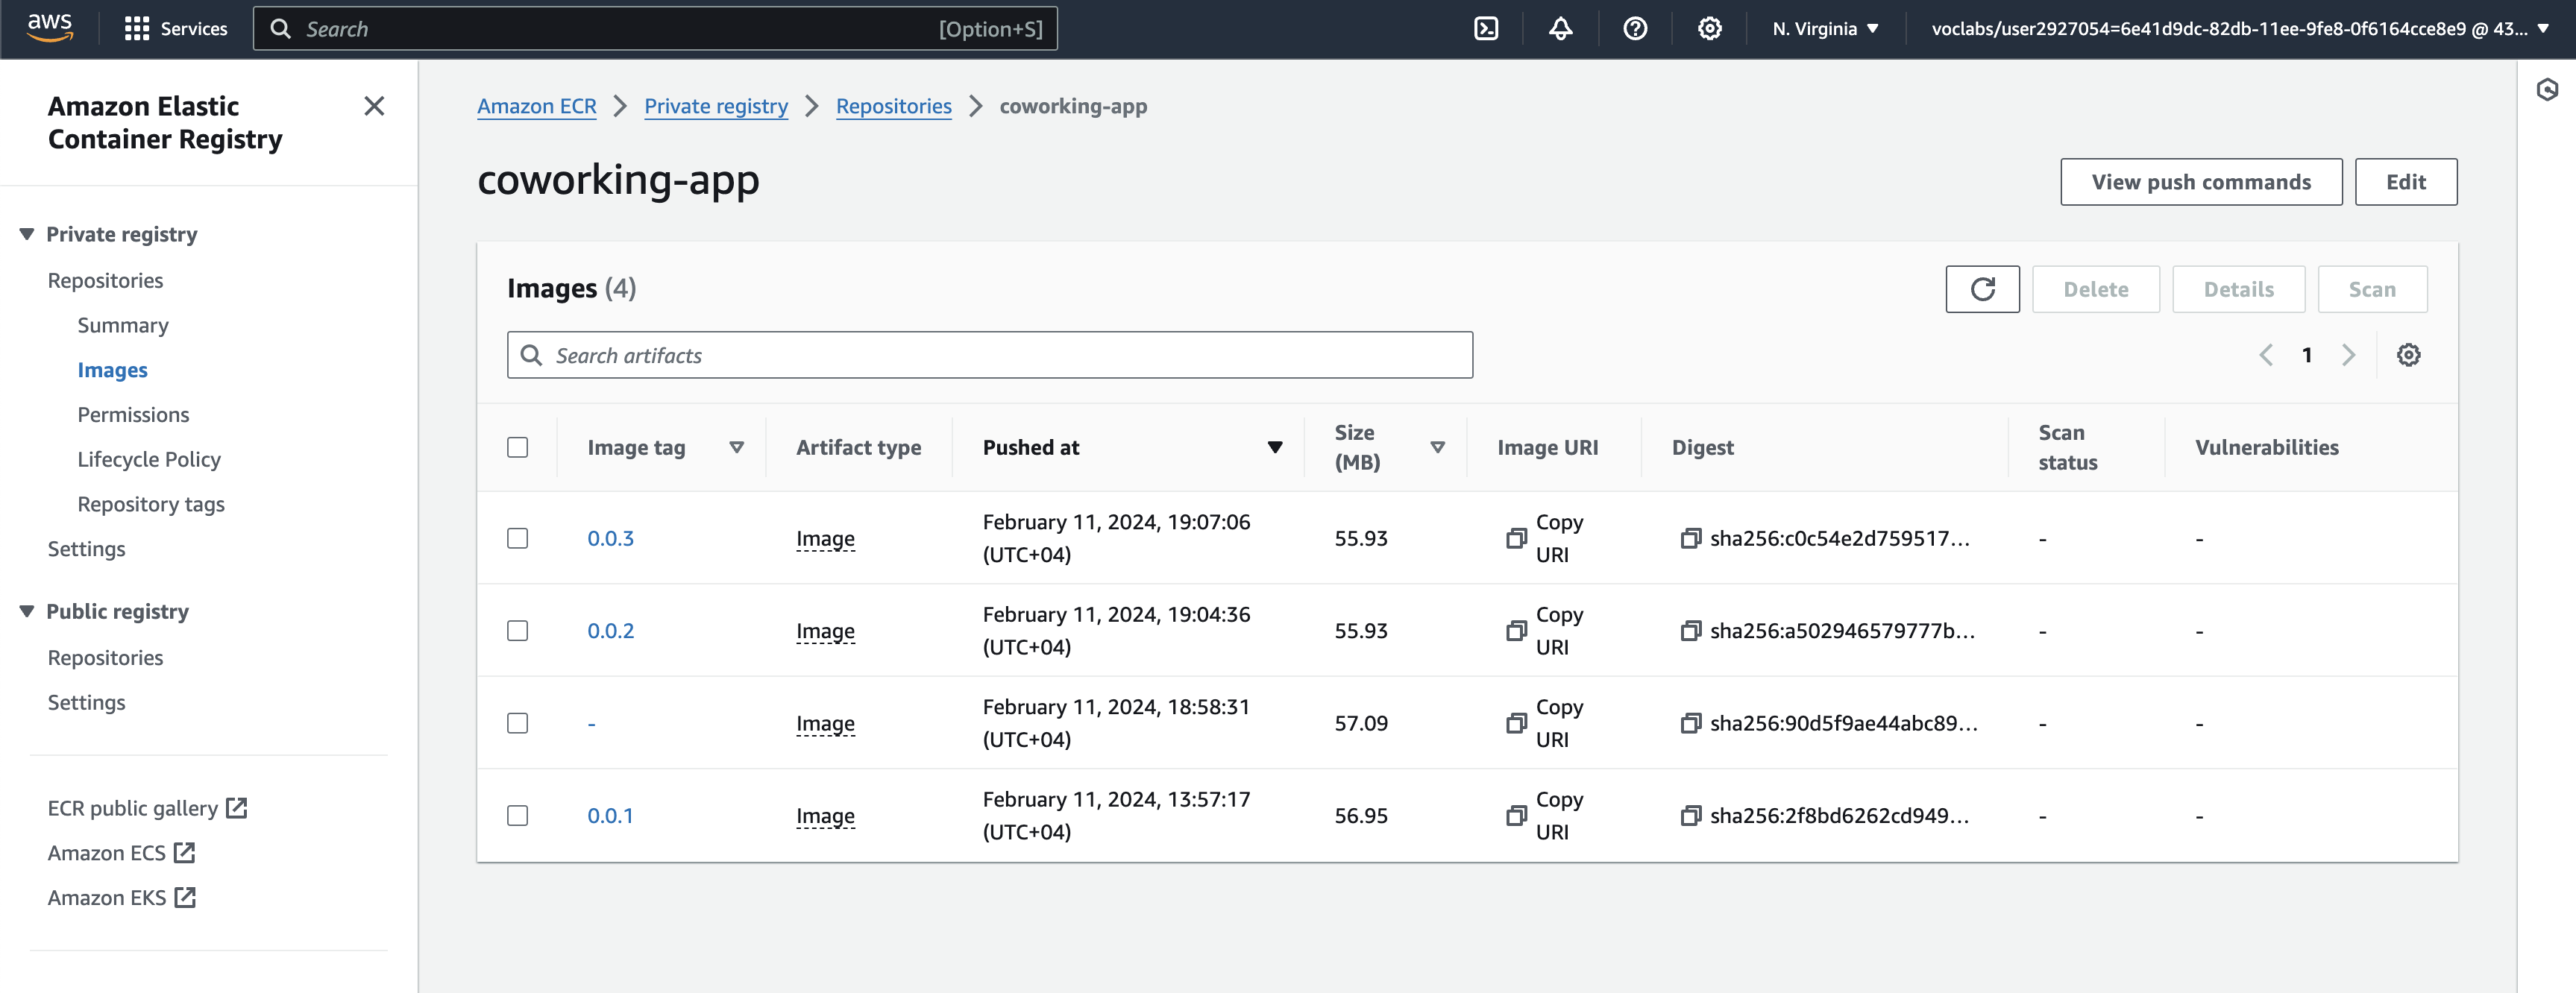 aws
Services
Search
[Option+S]
N. Virginia
voclabs/user2927054=6e41d9dc-82db-11ee-9fe8-0f6164cce8e9 @ 43...
Amazon Elastic
Container Registry
Private registry
Repositories
Summary
Images
Permissions
Lifecycle Policy
Repository tags
Settings
Public registry
Repositories
Settings
ECR public gallery
Amazon ECS
Amazon EKS
Amazon ECR
Private registry
Repositories
coworking-app
coworking-app
View push commands
Edit
Images (4)
Delete
Details
Scan
Search artifacts
1
Image tag
Artifact type
Pushed at
Size
(MB)
Image URI
Digest
Scan
status
Vulnerabilities
0.0.3
Image
February 11, 2024, 19:07:06
(UTC+04)
55.93
Copy
URI
sha256:c0c54e2d759517...
-
-
0.0.2
Image
February 11, 2024, 19:04:36
(UTC+04)
55.93
Copy
URI
sha256:a502946579777b...
-
-
-
Image
February 11, 2024, 18:58:31
(UTC+04)
57.09
Copy
URI
sha256:90d5f9ae44abc89...
-
-
0.0.1
Image
February 11, 2024, 13:57:17
(UTC+04)
56.95
Copy
URI
sha256:2f8bd6262cd949...
-
-